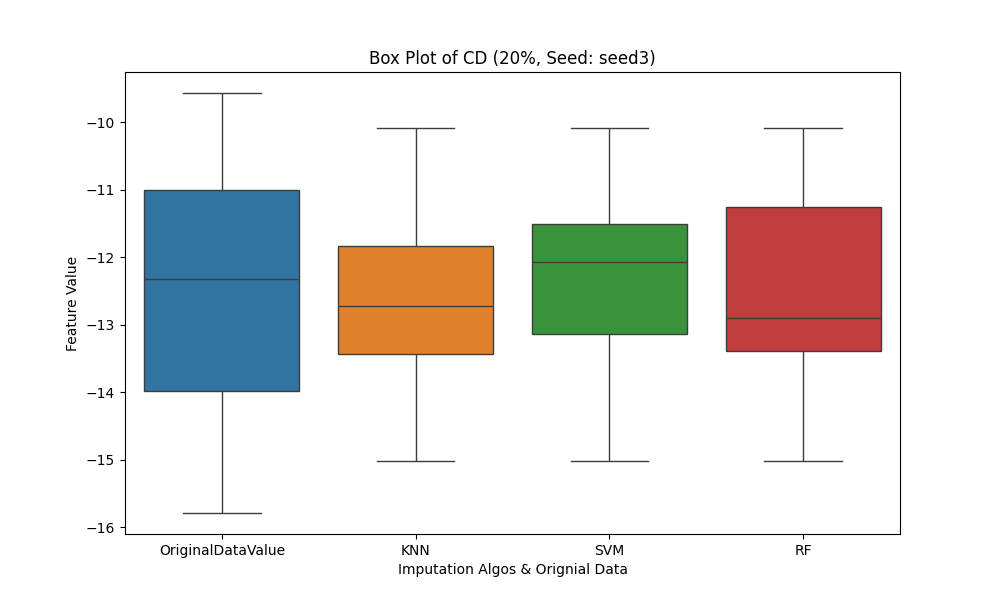 Box Plot of CD (20%, Seed: seed3)
Feature Value
−10
−11
−12
−13
−14
−15
−16
OriginalDataValue
KNN
SVM
RF
Imputation Algos & Orignial Data